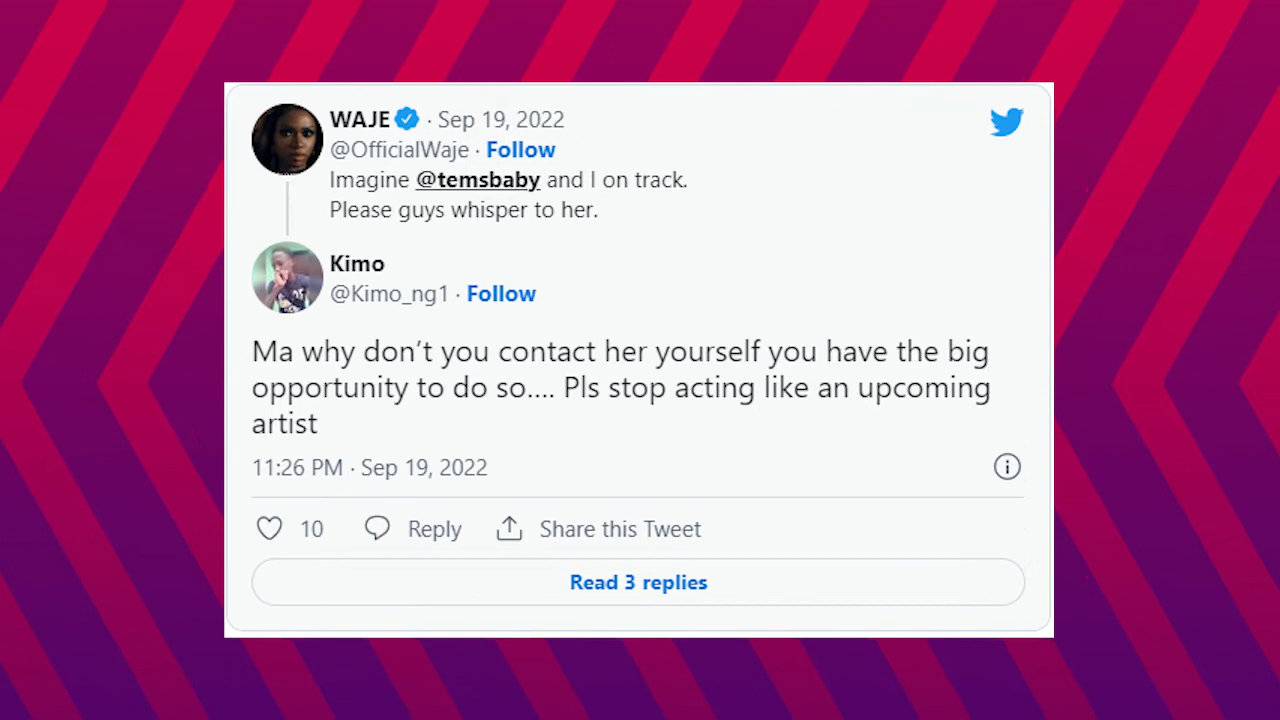 WAJE · Sep 19, 2022
@OfficialWaje · Follow
Imagine @temsbaby and I on track.
Please guys whisper to her.
Kimo
@Kimo_ng1 · Follow
Ma why don’t you contact her yourself you have the big
opportunity to do so.... Pls stop acting like an upcoming
artist
11:26 PM · Sep 19, 2022
10 Reply Share this Tweet
Read 3 replies